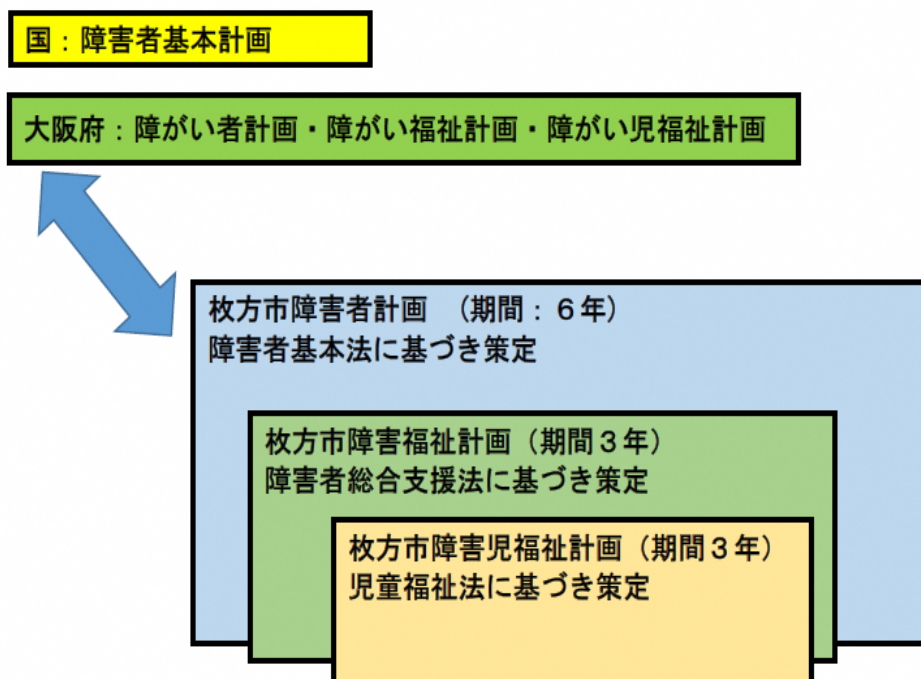 国：障害者基本計画
大阪府：障がい者計画・障がい福祉計画・障がい児福祉計画
枚方市障害者計画　（期間：６年）
障害者基本法に基づき策定
枚方市障害福祉計画（期間３年）
障害者総合支援法に基づき策定
枚方市障害児福祉計画（期間３年）
児童福祉法に基づき策定